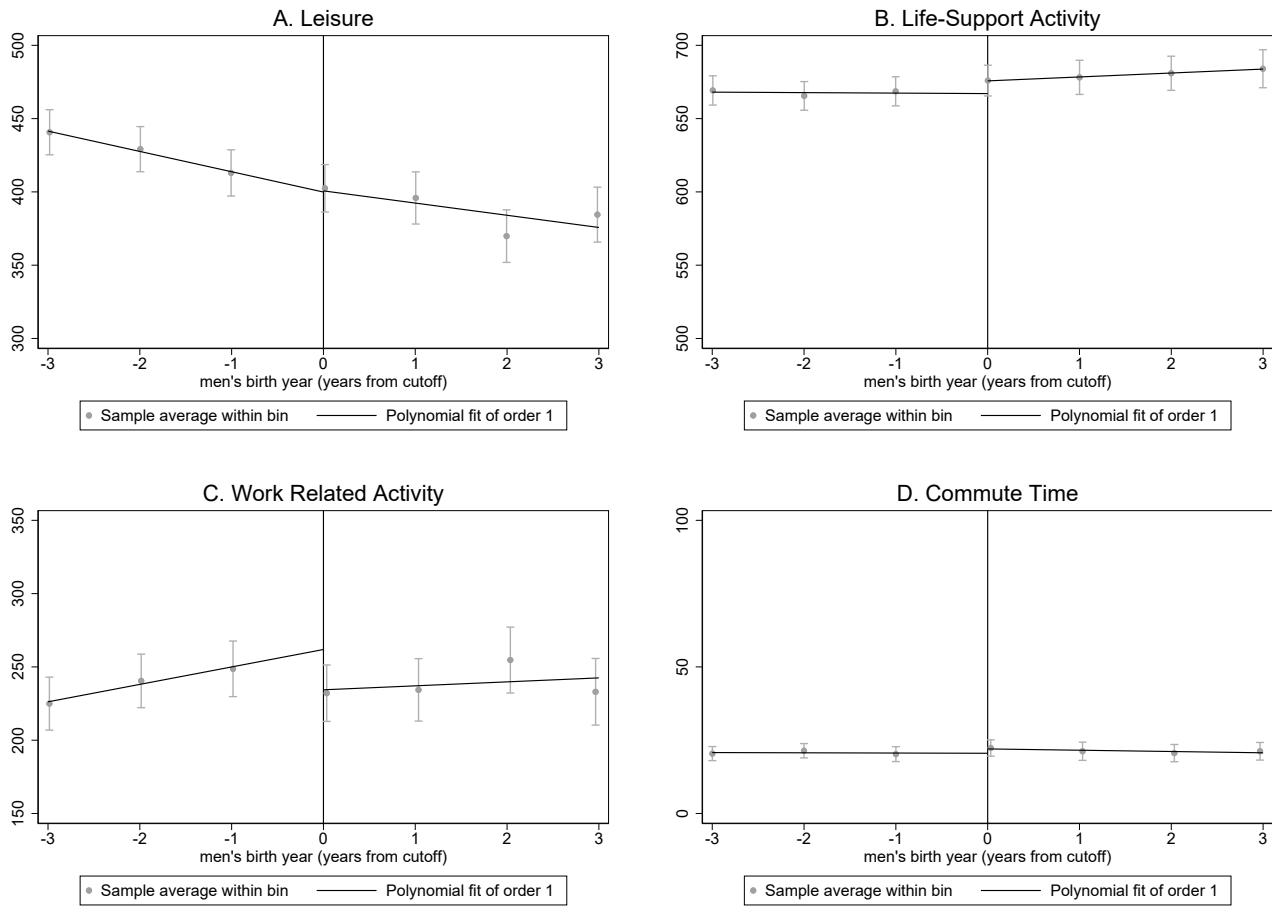 A. Leisure
500
450
400
350
300
-3 -2 -1 0 1 2 3
men's birth year (years from cutoff)
Sample average within bin Polynomial fit of order 1
B. Life-Support Activity
700
650
600
550
500
-3 -2 -1 0 1 2 3
men's birth year (years from cutoff)
Sample average within bin Polynomial fit of order 1
C. Work Related Activity
350
300
250
200
150
-3 -2 -1 0 1 2 3
men's birth year (years from cutoff)
Sample average within bin Polynomial fit of order 1
D. Commute Time
100
50
0
-3 -2 -1 0 1 2 3
men's birth year (years from cutoff)
Sample average within bin Polynomial fit of order 1